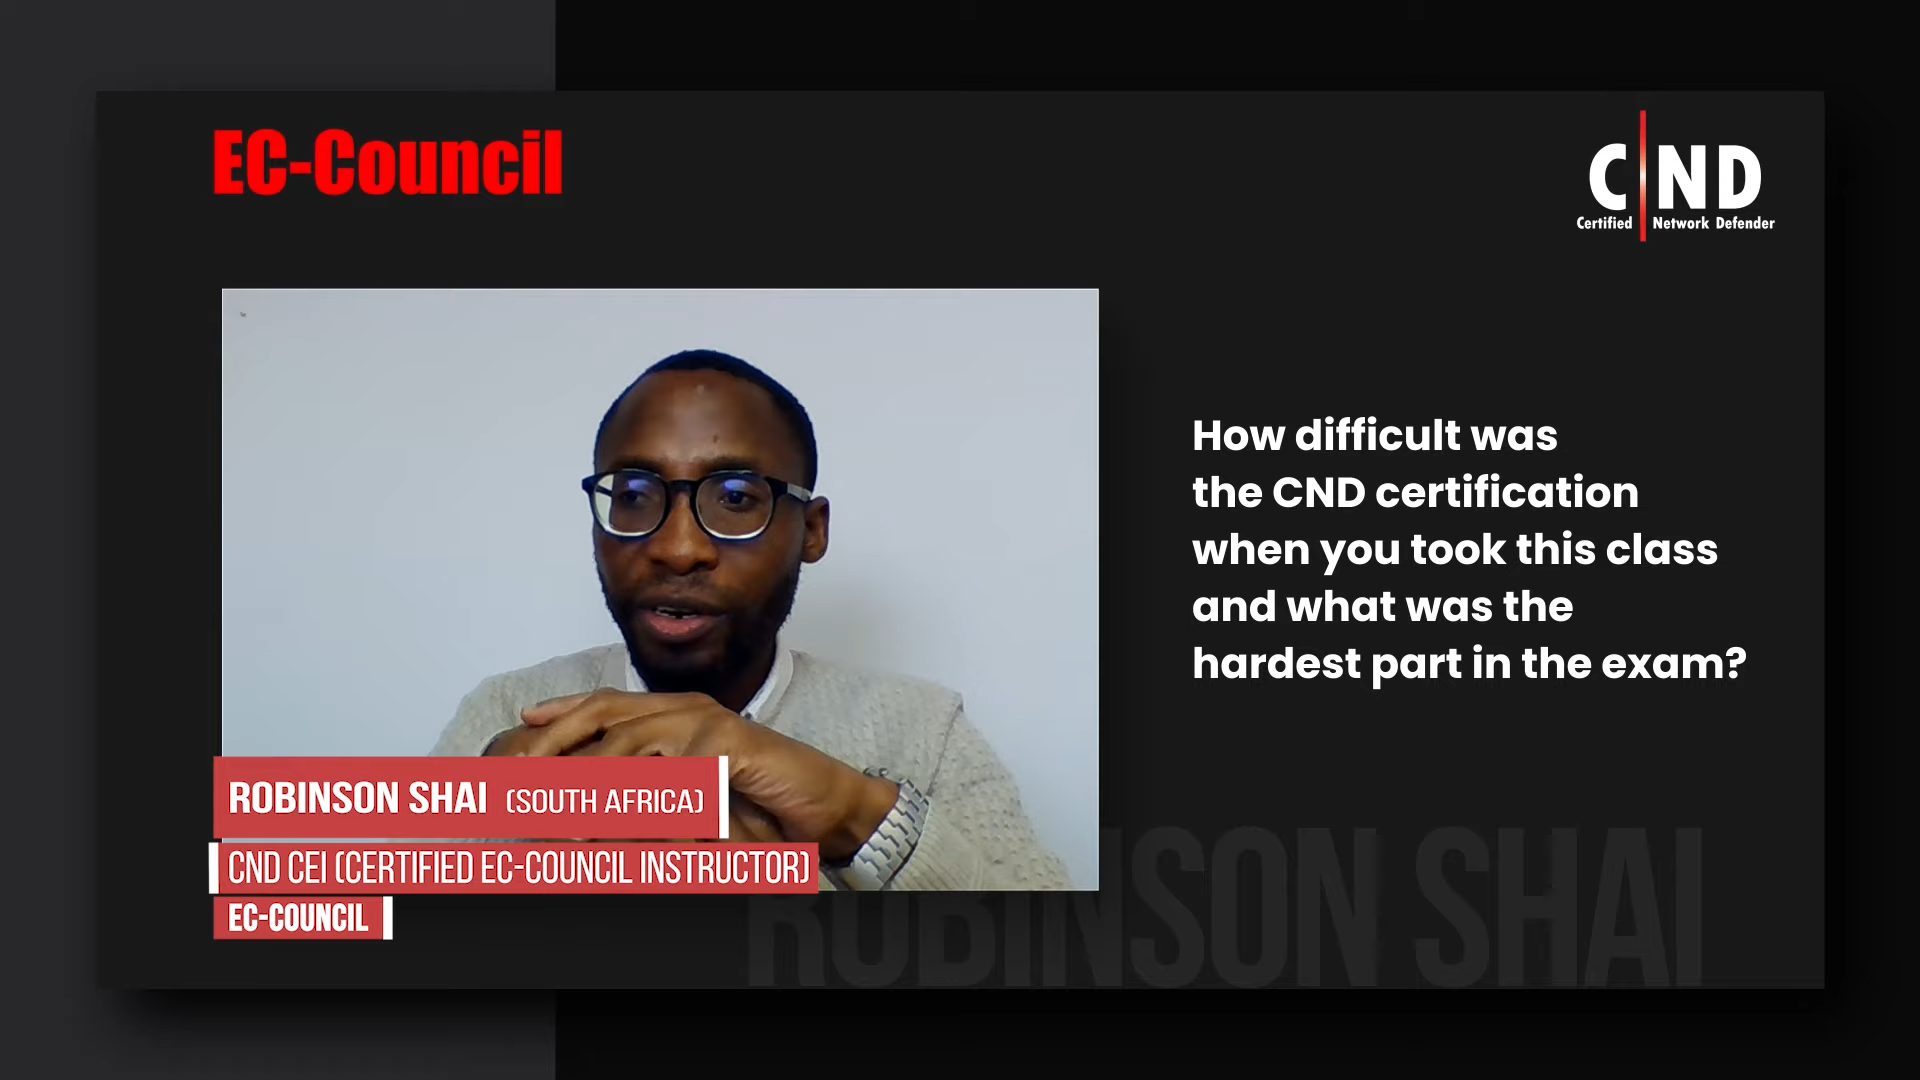 EC-Council
C|ND
Certified Network Defender
How difficult was
the CND certification
when you took this class
and what was the
hardest part in the exam?
ROBINSON SHAI (SOUTH AFRICA)
CND CEI (CERTIFIED EC-COUNCIL INSTRUCTOR)
EC-COUNCIL
ROBINSON SHAI